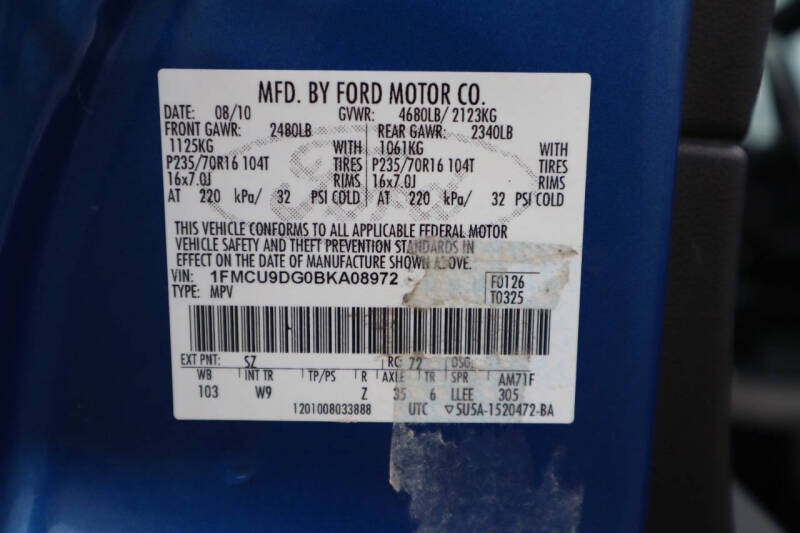 MFD. BY FORD MOTOR CO.
DATE: 08/10 GVWR: 4680LB/ 2123KG
FRONT GAWR: 2480LB REAR GAWR: 2340LB
1125KG WITH 1061KG WITH
P235/70R16 104T TIRES P235/70R16 104T TIRES
16x7.0J RIMS 16x7.0J RIMS
AT 220 kPa/ 32 PSI COLD AT 220 kPa/ 32 PSI COLD
THIS VEHICLE CONFORMS TO ALL APPLICABLE FEDERAL MOTOR
VEHICLE SAFETY AND THEFT PREVENTION STANDARDS IN
EFFECT ON THE DATE OF MANUFACTURE SHOWN ABOVE.
VIN: 1FMCU9DG0BKA08972 F0126
TYPE: MPV T0325
EXT PNT: SZ RC: 72 DSG:
WB INT TR TP/PS R AXLE TR SPR AM71F
103 W9 Z 35 6 LLEE 305
1201008033888 UTC ▽5U5A-1520472-BA